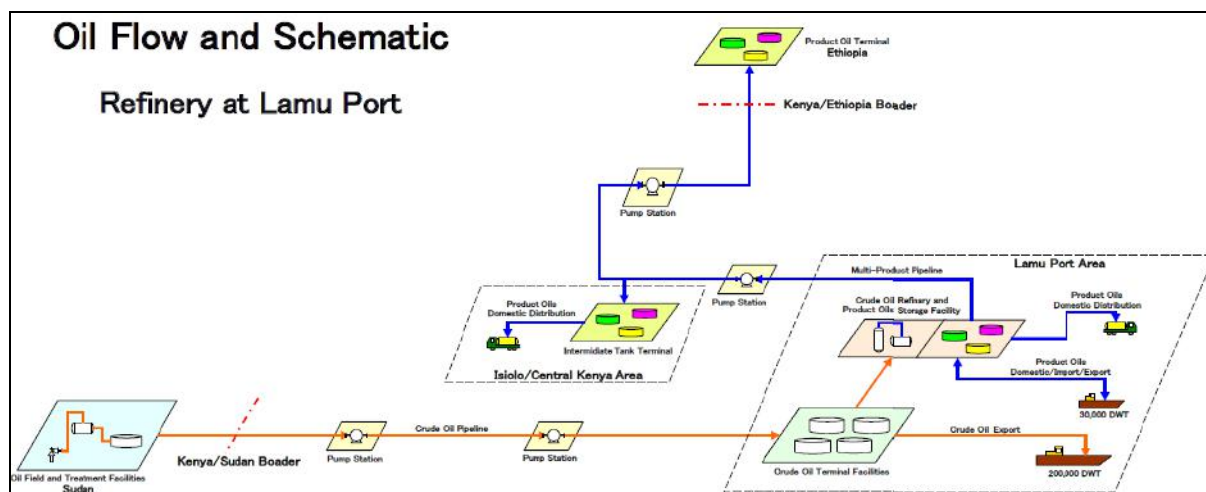 Oil Flow and Schematic
Refinery at Lamu Port
Product Oil Terminal
Ethiopia
Kenya/Ethiopia Boader
Pump Station
Multi-Product Pipeline
Lamu Port Area
Pump Station
Crude Oil Refinery and
Product Oils Storage Facility
Product Oils
Domestic Distribution
Product Oils
Domestic Distribution
Intermidiate Tank Terminal
Isiolo/Central Kenya Area
Product Oils
Domestic/Import/Export
30,000 DWT
Crude Oil Pipeline
Crude Oil Export
Kenya/Sudan Boader
Pump Station
Pump Station
Crude Oil Terminal Facilities
200,000 DWT
Oil Field and Treatment Facilities
Sudan